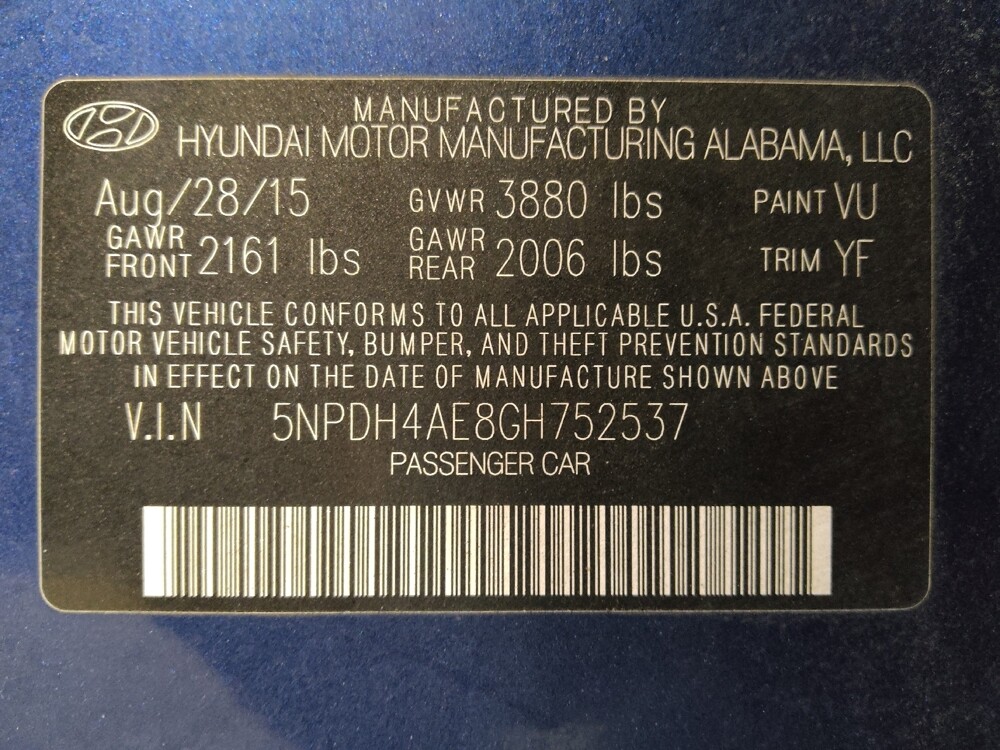 MANUFACTURED BY
HYUNDAI MOTOR MANUFACTURING ALABAMA, LLC
Aug/28/15 GVWR 3880 lbs PAINT VU
GAWR FRONT 2161 lbs GAWR REAR 2006 lbs TRIM YF
THIS VEHICLE CONFORMS TO ALL APPLICABLE U.S.A. FEDERAL
MOTOR VEHICLE SAFETY, BUMPER, AND THEFT PREVENTION STANDARDS
IN EFFECT ON THE DATE OF MANUFACTURE SHOWN ABOVE
V.I.N 5NPDH4AE8GH752537
PASSENGER CAR